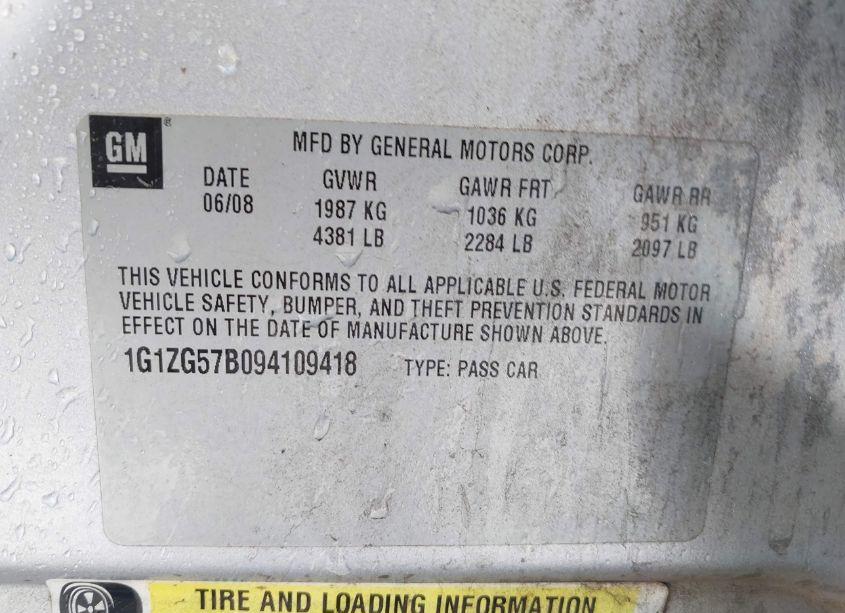 GM®
MFD BY GENERAL MOTORS CORP.
DATE GVWR GAWR FRT GAWR RR
06/08 1987 KG 1036 KG 951 KG
4381 LB 2284 LB 2097 LB
THIS VEHICLE CONFORMS TO ALL APPLICABLE U.S. FEDERAL MOTOR
VEHICLE SAFETY, BUMPER, AND THEFT PREVENTION STANDARDS IN
EFFECT ON THE DATE OF MANUFACTURE SHOWN ABOVE.
1G1ZG57B094109418 TYPE: PASS CAR
TIRE AND LOADING INFORMATION